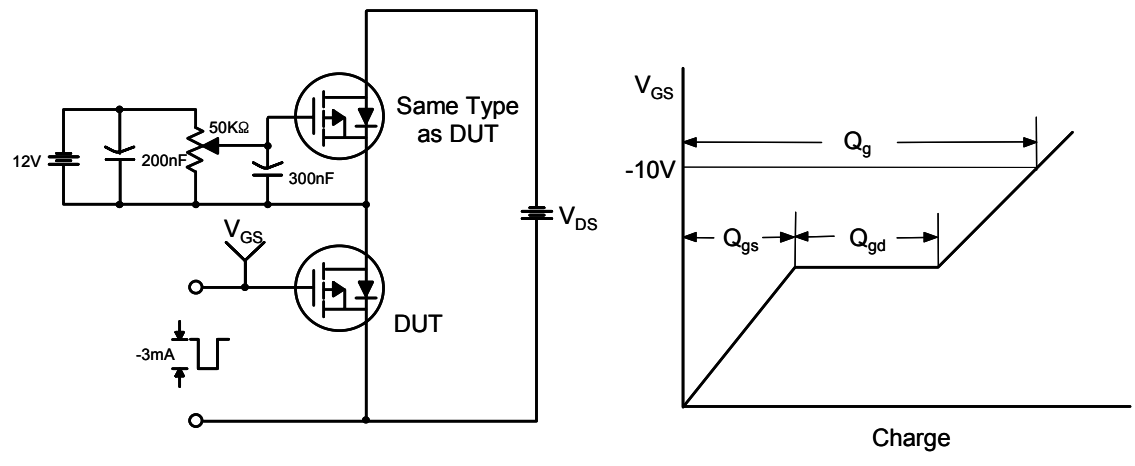 12V
200nF
50KΩ
300nF
Same Type
as DUT
V_DS
V_GS
DUT
-3mA
V_GS
Q_g
-10V
Q_gs
Q_gd
Charge